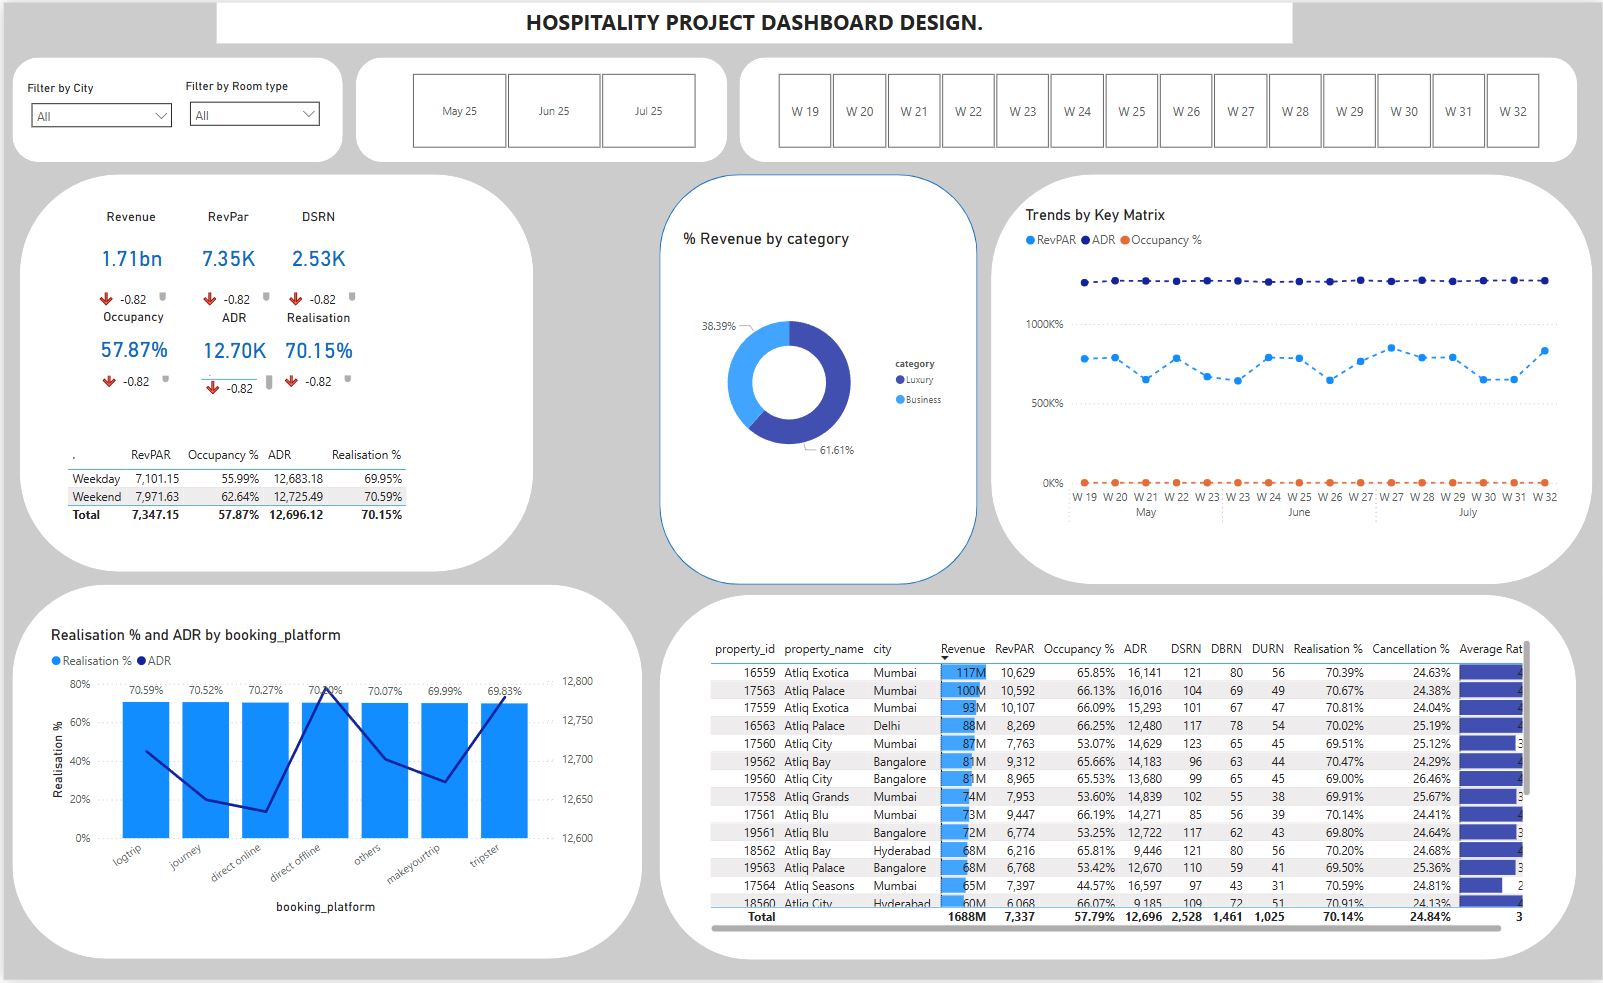 HOSPITALITY PROJECT DASHBOARD DESIGN.
Filter by City
All
Filter by Room type
All
May 25 Jun 25 Jul 25
W 19 W 20 W 21 W 22 W 23 W 24 W 25 W 26 W 27 W 28 W 29 W 30 W 31 W 32
Revenue RevPar DSRN
1.71bn 7.35K 2.53K
-0.82 -0.82 -0.82
Occupancy ADR Realisation
57.87% 12.70K 70.15%
-0.82 -0.82 -0.82
. RevPAR Occupancy % ADR Realisation %
Weekday 7,101.15 55.99% 12,683.18 69.95%
Weekend 7,971.63 62.64% 12,725.49 70.59%
Total 7,347.15 57.87% 12,696.12 70.15%
% Revenue by category
38.39%
61.61%
category
Luxury
Business
Trends by Key Matrix
RevPAR ADR Occupancy %
1000K%
500K%
0K%
W 19 W 20 W 21 W 22 W 23 W 23 W 24 W 25 W 26 W 27 W 27 W 28 W 29 W 30 W 31 W 32
May June July
Realisation % and ADR by booking_platform
Realisation % ADR
Realisation %
80% 60% 40% 20% 0%
70.59% 70.52% 70.27% 70.07% 69.99% 69.83%
12,800 12,750 12,700 12,650 12,600
logtrip journey direct online direct offline others makeyourtrip tripster
booking_platform
property_id property_name city Revenue RevPAR Occupancy % ADR DSRN DBRN DURN Realisation % Cancellation % Average Rat
16559 Atliq Exotica Mumbai 117M 10,629 65.85% 16,141 121 80 56 70.39% 24.63% 4
17563 Atliq Palace Mumbai 100M 10,592 66.13% 16,016 104 69 49 70.67% 24.38% 4
17559 Atliq Exotica Mumbai 93M 10,107 66.09% 15,293 101 67 47 70.81% 24.04% 4
16563 Atliq Palace Delhi 88M 8,269 66.25% 12,480 117 78 54 70.02% 25.19% 4
17560 Atliq City Mumbai 87M 7,763 53.07% 14,629 123 65 45 69.51% 25.12% 3
19562 Atliq Bay Bangalore 81M 9,312 65.66% 14,183 96 63 44 70.47% 24.29% 4
19560 Atliq City Bangalore 81M 8,965 65.53% 13,680 99 65 45 69.00% 26.46% 4
17558 Atliq Grands Mumbai 74M 7,953 53.60% 14,839 102 55 38 69.91% 25.67% 3
17561 Atliq Blu Mumbai 73M 9,447 66.19% 14,271 85 56 39 70.14% 24.41% 4
19561 Atliq Blu Bangalore 72M 6,774 53.25% 12,722 117 62 43 69.80% 24.64% 3
18562 Atliq Bay Hyderabad 68M 6,216 65.81% 9,446 121 80 56 70.20% 24.68% 4
19563 Atliq Palace Bangalore 68M 6,768 53.42% 12,670 110 59 41 69.50% 25.36% 3
17564 Atliq Seasons Mumbai 65M 7,397 44.57% 16,597 97 43 31 70.59% 24.81% 2
18560 Atliq City Hyderabad 60M 6,068 66.07% 9,185 109 72 51 70.91% 24.13% 4
Total 1688M 7,337 57.79% 12,696 2,528 1,461 1,025 70.14% 24.84% 3